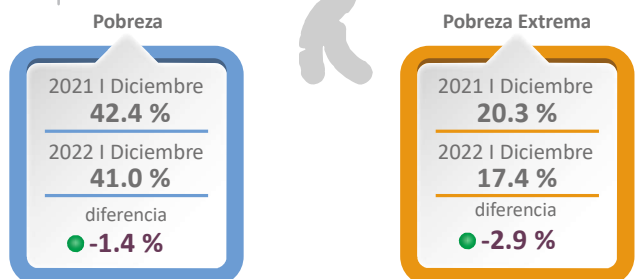 Pobreza
2021 I Diciembre
42.4 %
2022 I Diciembre
41.0 %
diferencia
-1.4 %
Pobreza Extrema
2021 I Diciembre
20.3 %
2022 I Diciembre
17.4 %
diferencia
-2.9 %